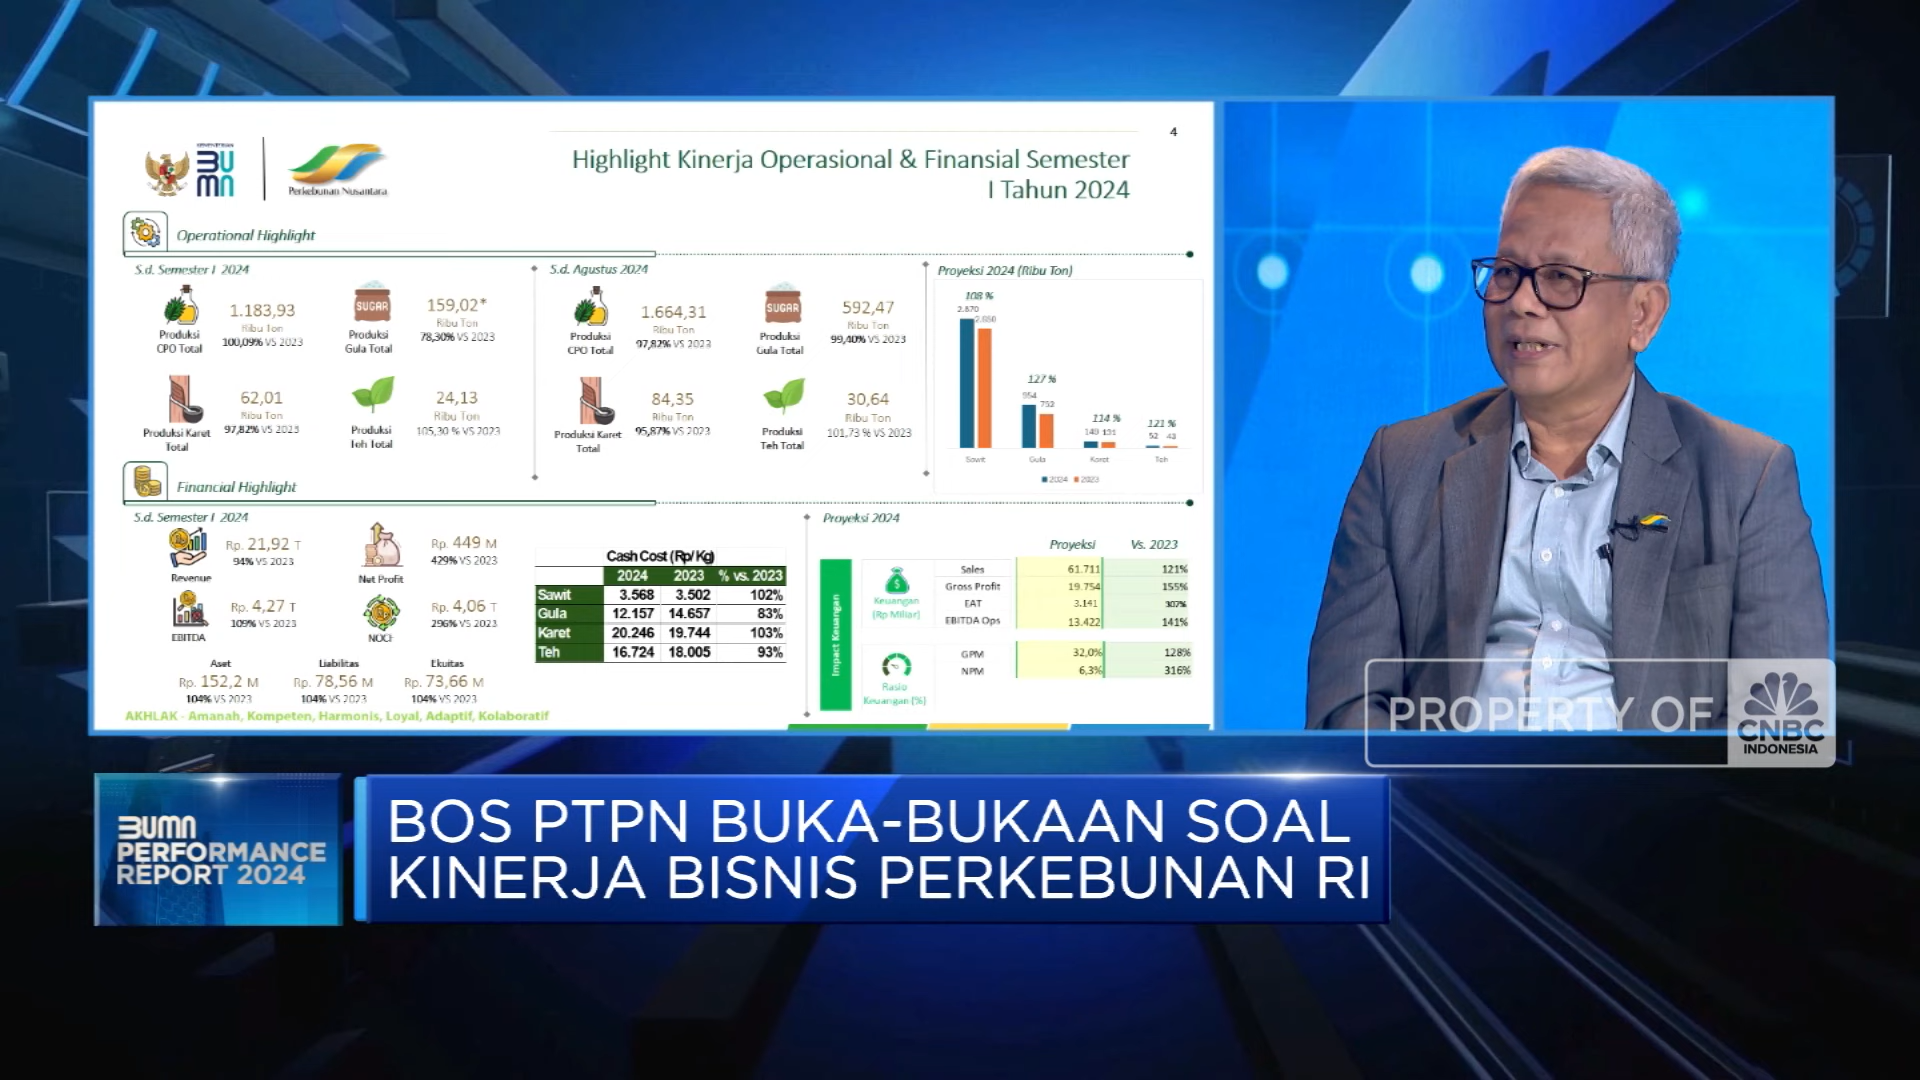 4
KEMENTERIAN
BUMN
Perkebunan Nusantara
Highlight Kinerja Operasional & Finansial Semester
I Tahun 2024
Operational Highlight
S.d. Semester I 2024
1.183,93
Ribu Ton
100,09% VS 2023
Produksi
CPO Total
SUGAR
159,02*
Ribu Ton
78,30% VS 2023
Produksi
Gula Total
62,01
Ribu Ton
97,82% VS 2023
Produksi Karet
Total
24,13
Ribu Ton
105,30 % VS 2023
Produksi
Teh Total
S.d. Agustus 2024
1.664,31
Ribu Ton
97,82% VS 2023
Produksi
CPO Total
SUGAR
592,47
Ribu Ton
99,40% VS 2023
Produksi
Gula Total
84,35
Ribu Ton
95,87% VS 2023
Produksi Karet
Total
30,64
Ribu Ton
101,73 % VS 2023
Produksi
Teh Total
Proyeksi 2024 (Ribu Ton)
108 %
2.870
2.650
127 %
954
752
114 %
149 131
121 %
52 43
Sawit Gula Karet Teh
2024 2023
Financial Highlight
S.d. Semester I 2024
Rp. 21,92 T
94% VS 2023
Revenue
Rp. 449 M
429% VS 2023
Net Profit
Rp. 4,27 T
109% VS 2023
EBITDA
Rp. 4,06 T
296% VS 2023
NOCF
Aset Liabilitas Ekuitas
Rp. 152,2 M Rp. 78,56 M Rp. 73,66 M
104% VS 2023 104% VS 2023 104% VS 2023
Cash Cost (Rp/Kg)
2024 2023 % vs. 2023
Sawit 3.568 3.502 102%
Gula 12.157 14.657 83%
Karet 20.246 19.744 103%
Teh 16.724 18.005 93%
Proyeksi 2024
Proyeksi Vs. 2023
Impact Keuangan
Keuangan
(Rp Miliar)
Sales 61.711 121%
Gross Profit 19.754 155%
EAT 3.141 307%
EBITDA Ops 13.422 141%
Rasio
Keuangan (%)
GPM 32,0% 128%
NPM 6,3% 316%
AKHLAK - Amanah, Kompeten, Harmonis, Loyal, Adaptif, Kolaboratif
PROPERTY OF
CNBC
INDONESIA
BUMN
PERFORMANCE
REPORT 2024
BOS PTPN BUKA-BUKAAN SOAL
KINERJA BISNIS PERKEBUNAN RI